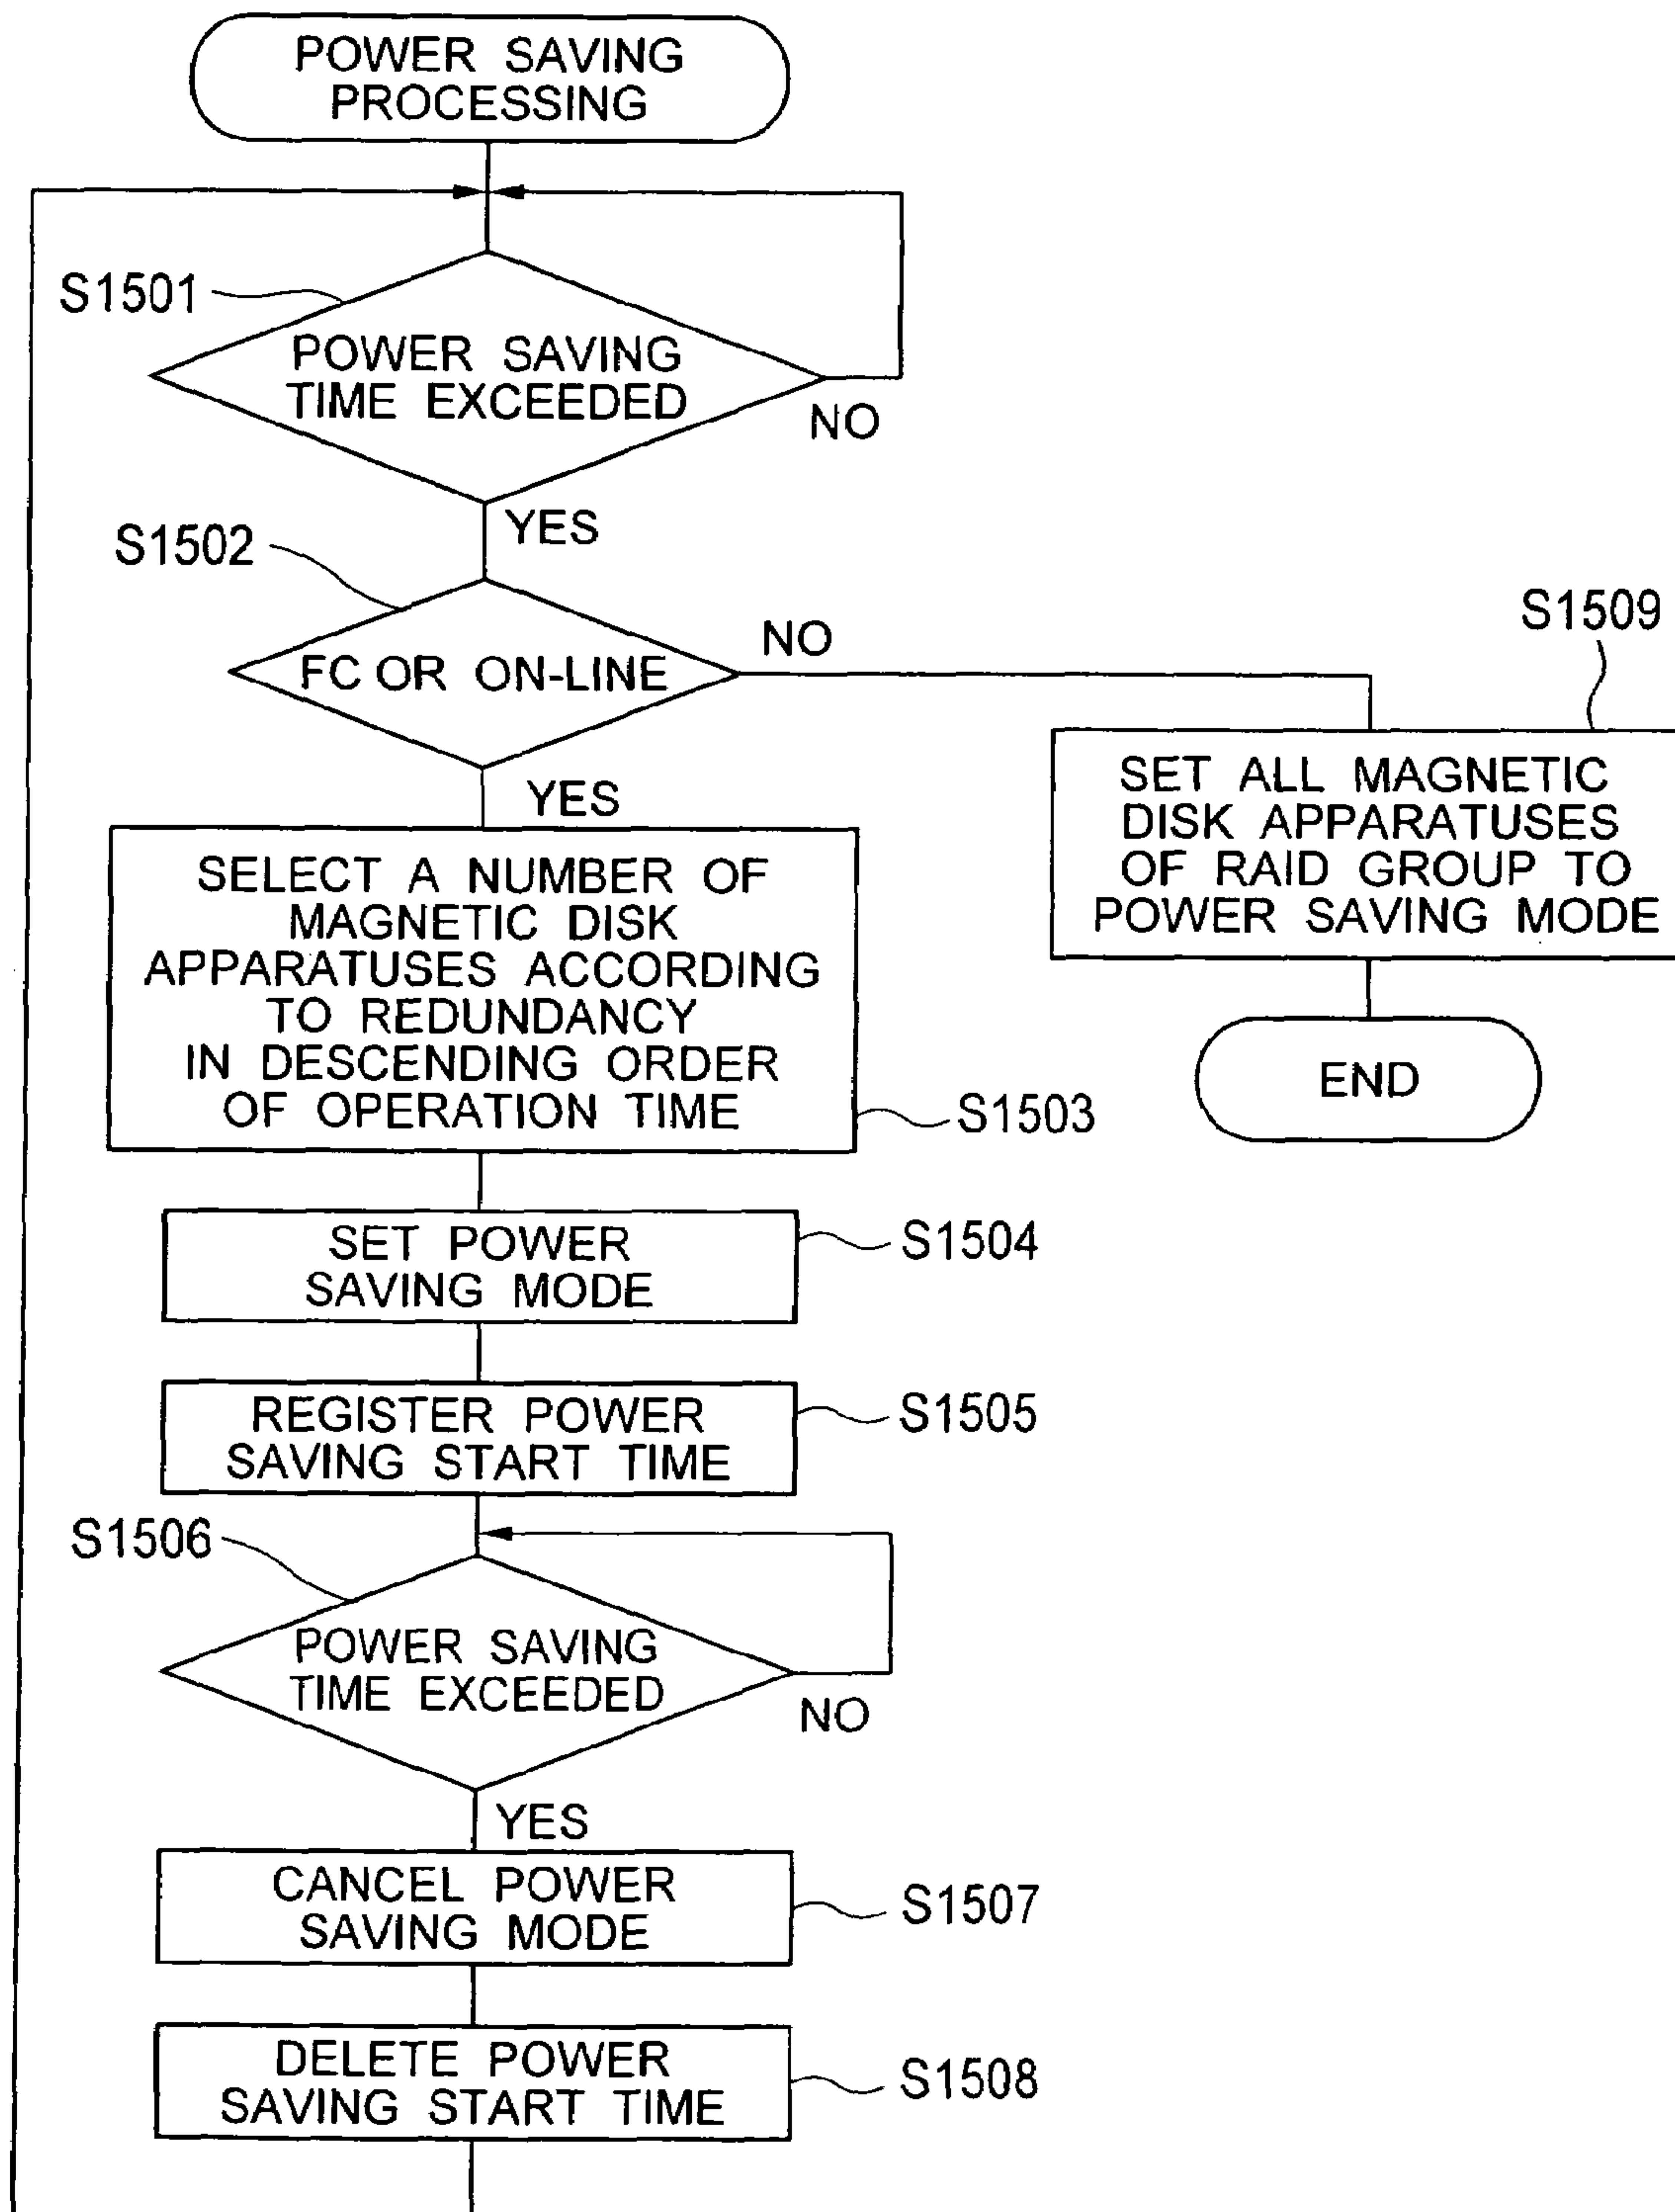 POWER SAVING
PROCESSING
S1501
POWER SAVING
TIME EXCEEDED
NO
YES
S1502
FC OR ON-LINE
NO
YES
S1509
SET ALL MAGNETIC
DISK APPARATUSES
OF RAID GROUP TO
POWER SAVING MODE
END
SELECT A NUMBER OF
MAGNETIC DISK
APPARATUSES ACCORDING
TO REDUNDANCY
IN DESCENDING ORDER
OF OPERATION TIME
S1503
SET POWER
SAVING MODE
S1504
REGISTER POWER
SAVING START TIME
S1505
S1506
POWER SAVING
TIME EXCEEDED
NO
YES
CANCEL POWER
SAVING MODE
S1507
DELETE POWER
SAVING START TIME
S1508